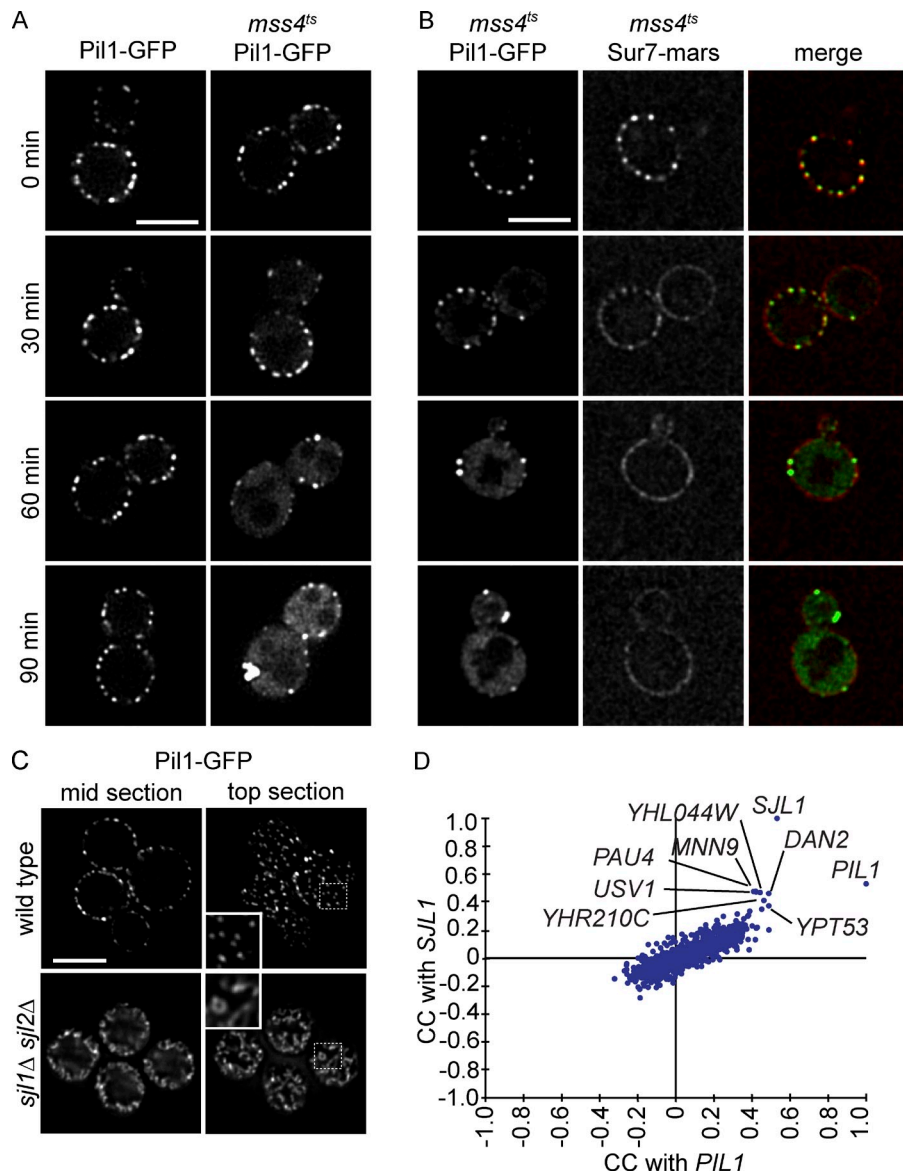 A
Pil1-GFP
mss4ts
Pil1-GFP
0 min
30 min
60 min
90 min
B
mss4ts
Pil1-GFP
mss4ts
Sur7-mars
merge
C
Pil1-GFP
mid section
top section
wild type
sjl1Δ sjl2Δ
D
CC with SJL1
1.0
0.8
0.6
0.4
0.2
0
-0.2
-0.4
-0.6
-0.8
-1.0
YHL044W
SJL1
PAU4
MNN9
DAN2
PIL1
USV1
YHR210C
YPT53
-1.0
-0.8
-0.6
-0.4
-0.2
0
0.2
0.4
0.6
0.8
1.0
CC with PIL1